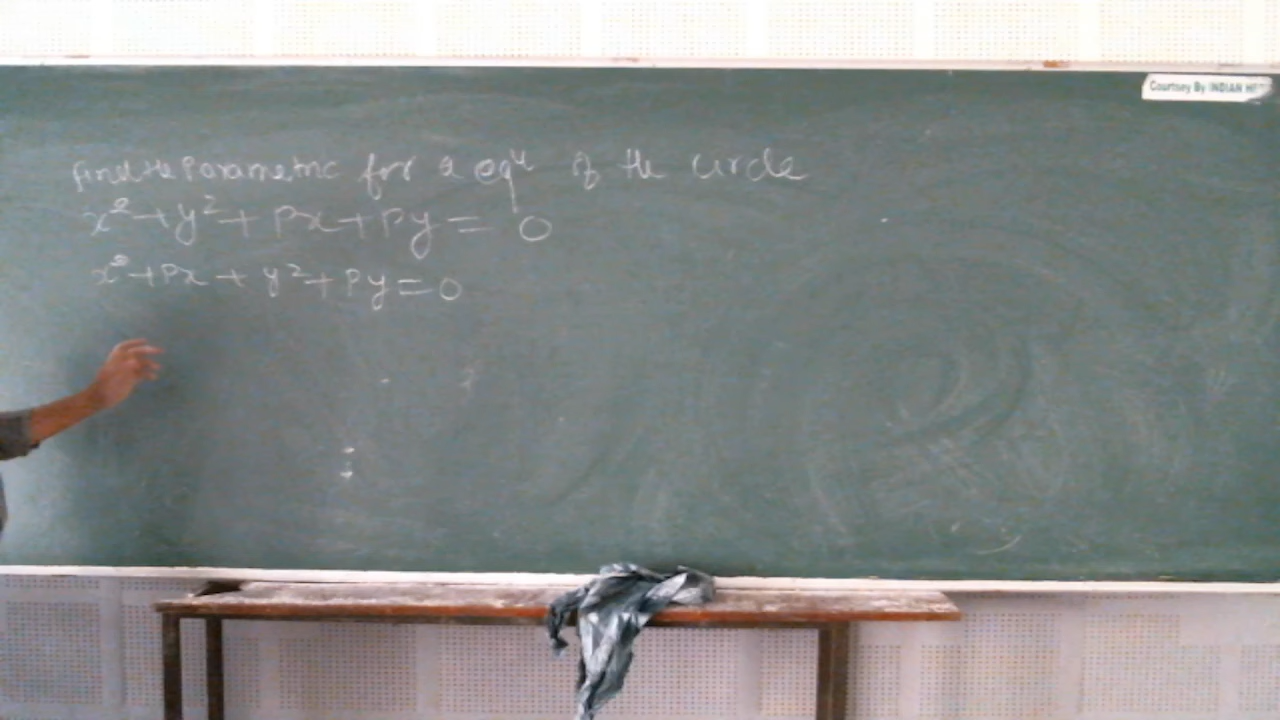 Courtsey By INDIAN
Find the Parametric for a eqn of the circle
x²+y²+Px+Py=0
x²+Px+y²+Py=0